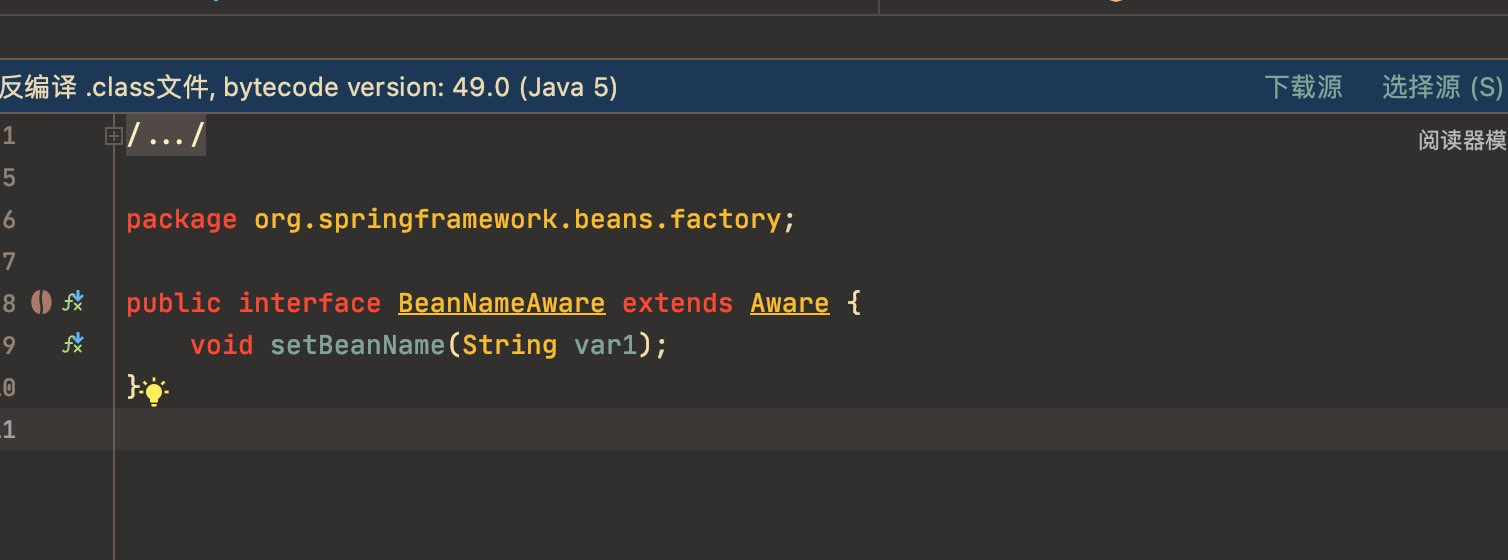 反编译 .class文件, bytecode version: 49.0 (Java 5) 下载源 选择源 (S)
1 /.../ 阅读器模
5
6 package org.springframework.beans.factory;
7
8 public interface BeanNameAware extends Aware {
9 void setBeanName(String var1);
0 }
1